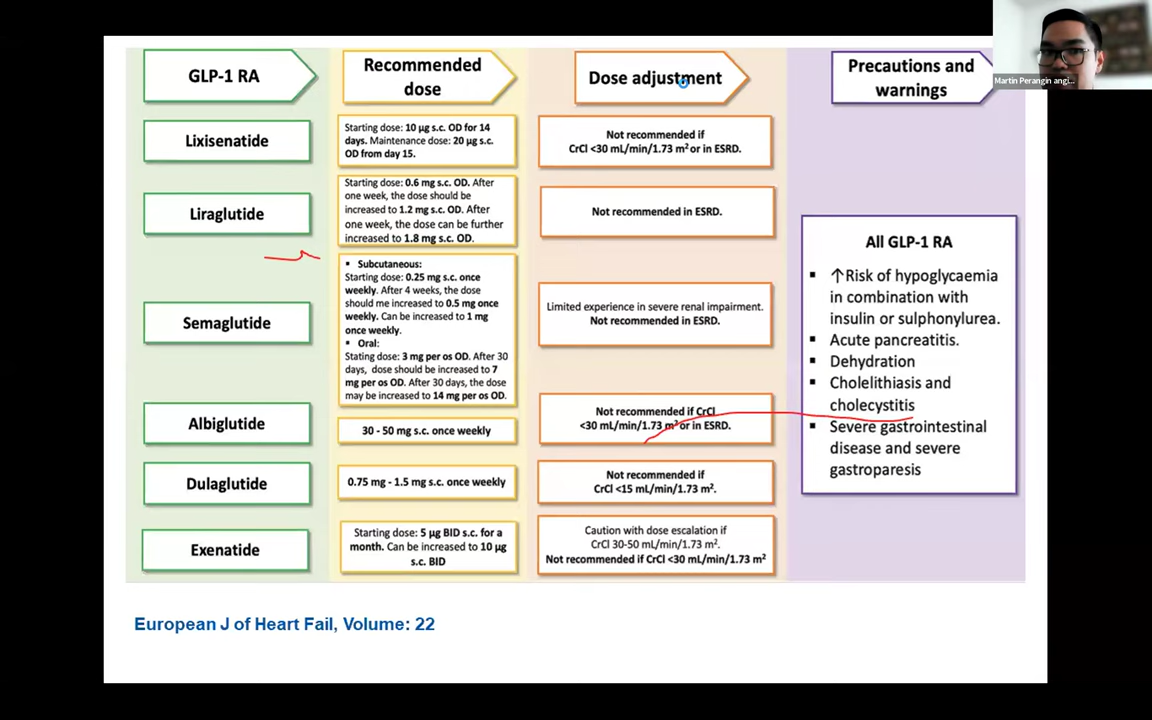 GLP-1 RA
Recommended
dose
Dose adjustment
Precautions and
warnings
Martin Perangin angi...
Lixisenatide
Starting dose: 10 µg s.c. OD for 14
days. Maintenance dose: 20 µg s.c.
OD from day 15.
Not recommended if
CrCl <30 mL/min/1.73 m² or in ESRD.
Liraglutide
Starting dose: 0.6 mg s.c. OD. After
one week, the dose should be
increased to 1.2 mg s.c. OD. After
one week, the dose can be further
increased to 1.8 mg s.c. OD.
Not recommended in ESRD.
Semaglutide
▪ Subcutaneous:
Starting dose: 0.25 mg s.c. once
weekly. After 4 weeks, the dose
should me increased to 0.5 mg once
weekly. Can be increased to 1 mg
once weekly.
▪ Oral:
Stating dose: 3 mg per os OD. After 30
days, dose should be increased to 7
mg per os OD. After 30 days, the dose
may be increased to 14 mg per os OD.
Limited experience in severe renal impairment.
Not recommended in ESRD.
Albiglutide
30 - 50 mg s.c. once weekly
Not recommended if CrCl
<30 mL/min/1.73 m² or in ESRD.
Dulaglutide
0.75 mg - 1.5 mg s.c. once weekly
Not recommended if
CrCl <15 mL/min/1.73 m².
Exenatide
Starting dose: 5 µg BID s.c. for a
month. Can be increased to 10 µg
s.c. BID
Caution with dose escalation if
CrCl 30-50 mL/min/1.73 m².
Not recommended if CrCl <30 mL/min/1.73 m²
All GLP-1 RA
▪ ↑Risk of hypoglycaemia
in combination with
insulin or sulphonylurea.
▪ Acute pancreatitis.
▪ Dehydration
▪ Cholelithiasis and
cholecystitis
▪ Severe gastrointestinal
disease and severe
gastroparesis
European J of Heart Fail, Volume: 22